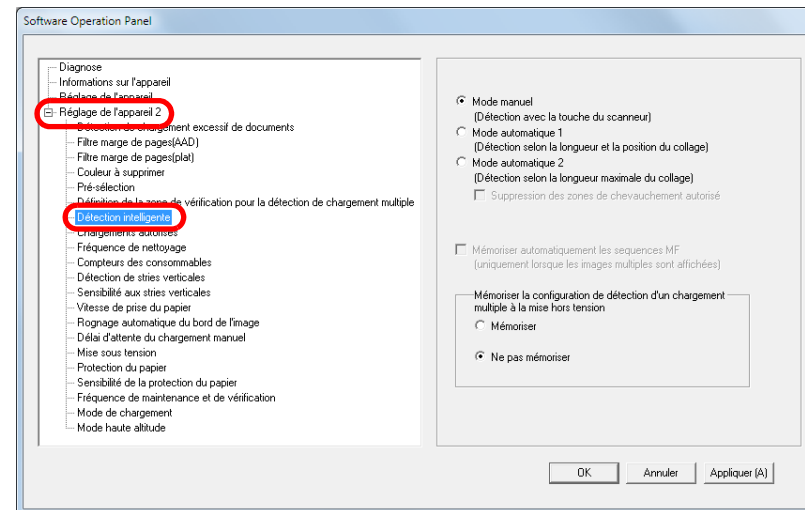 Software Operation Panel
Diagnose
Informations sur l'appareil
Réglage de l'appareil
Réglage de l'appareil 2
Détection de chargement excessif de documents
Filtre marge de pages(AAD)
Filtre marge de pages(plat)
Couleur à supprimer
Pré-sélection
Définition de la zone de vérification pour la détection de chargement multiple
Détection intelligente
Chargements autorisés
Fréquence de nettoyage
Compteurs des consommables
Détection de stries verticales
Sensibilité aux stries verticales
Vitesse de prise du papier
Rognage automatique du bord de l'image
Délai d'attente du chargement manuel
Mise sous tension
Protection du papier
Sensibilité de la protection du papier
Fréquence de maintenance et de vérification
Mode de chargement
Mode haute altitude
Mode manuel
(Détection avec la touche du scanneur)
Mode automatique 1
(Détection selon la longueur et la position du collage)
Mode automatique 2
(Détection selon la longueur maximale du collage)
Suppression des zones de chevauchement autorisé
Mémoriser automatiquement les sequences MF
(uniquement lorsque les images multiples sont affichées)
Mémoriser la configuration de détection d'un chargement
multiple à la mise hors tension
Mémoriser
Ne pas mémoriser
OK
Annuler
Appliquer (A)